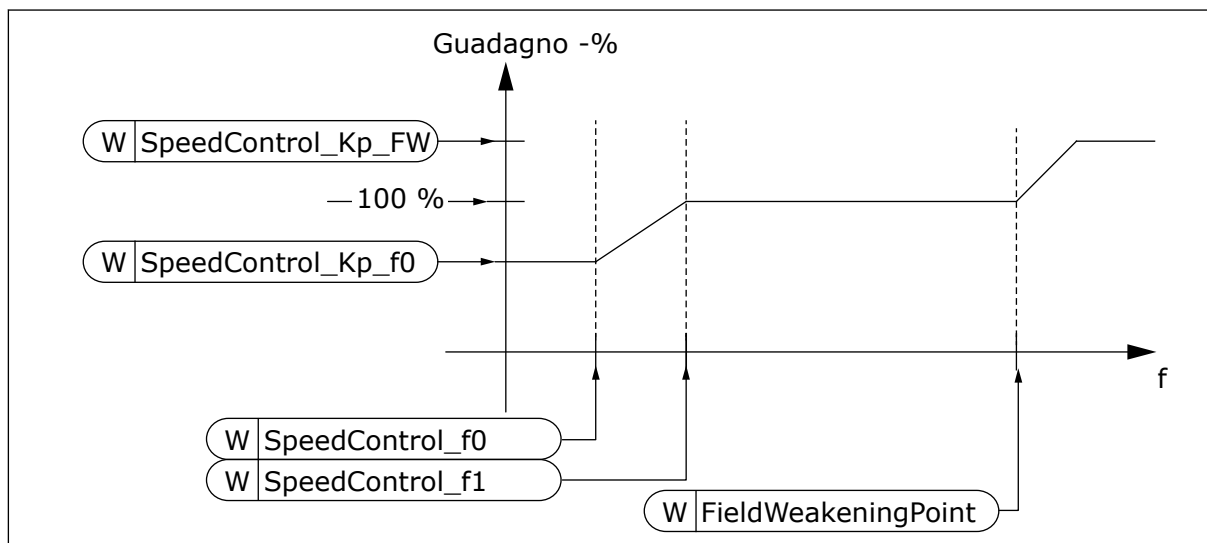 Guadagno -%
W SpeedControl_Kp_FW
100 %
W SpeedControl_Kp_f0
f
W SpeedControl_f0
W SpeedControl_f1
W FieldWeakeningPoint